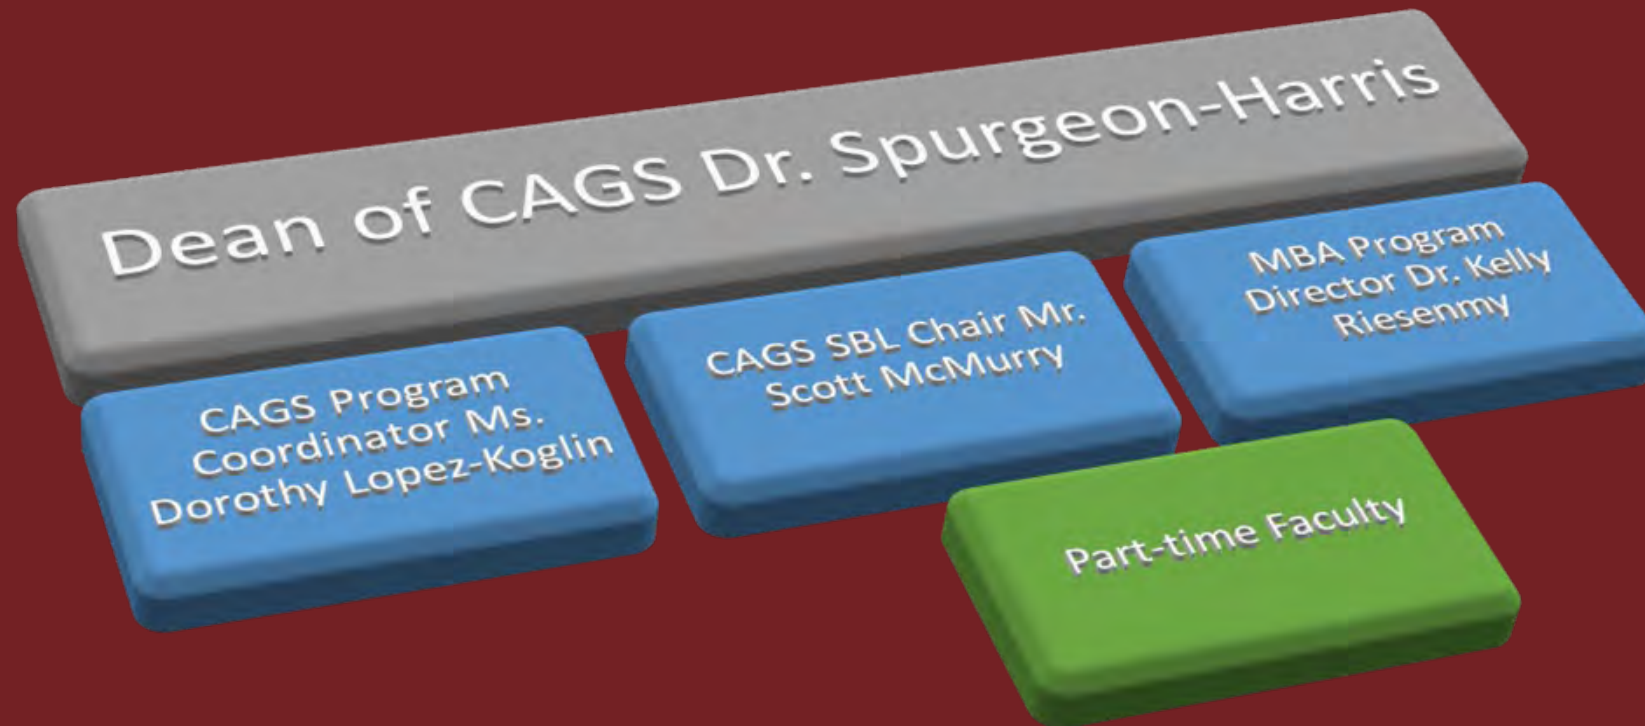 Dean of CAGS Dr. Spurgeon-Harris
CAGS Program
Coordinator Ms.
Dorothy Lopez-Koglin
CAGS SBL Chair Mr.
Scott McMurry
MBA Program
Director Dr. Kelly
Riesenmy
Part-time Faculty